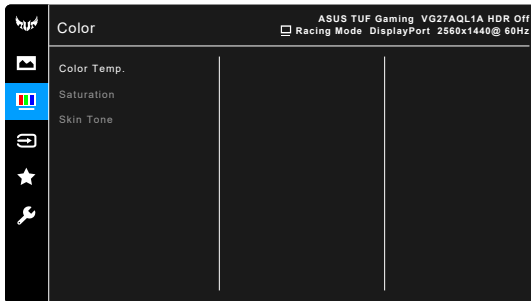 Color
ASUS TUF Gaming VG27AQL1A HDR Off
Racing Mode DisplayPort 2560x1440@ 60Hz
Color Temp.
Saturation
Skin Tone